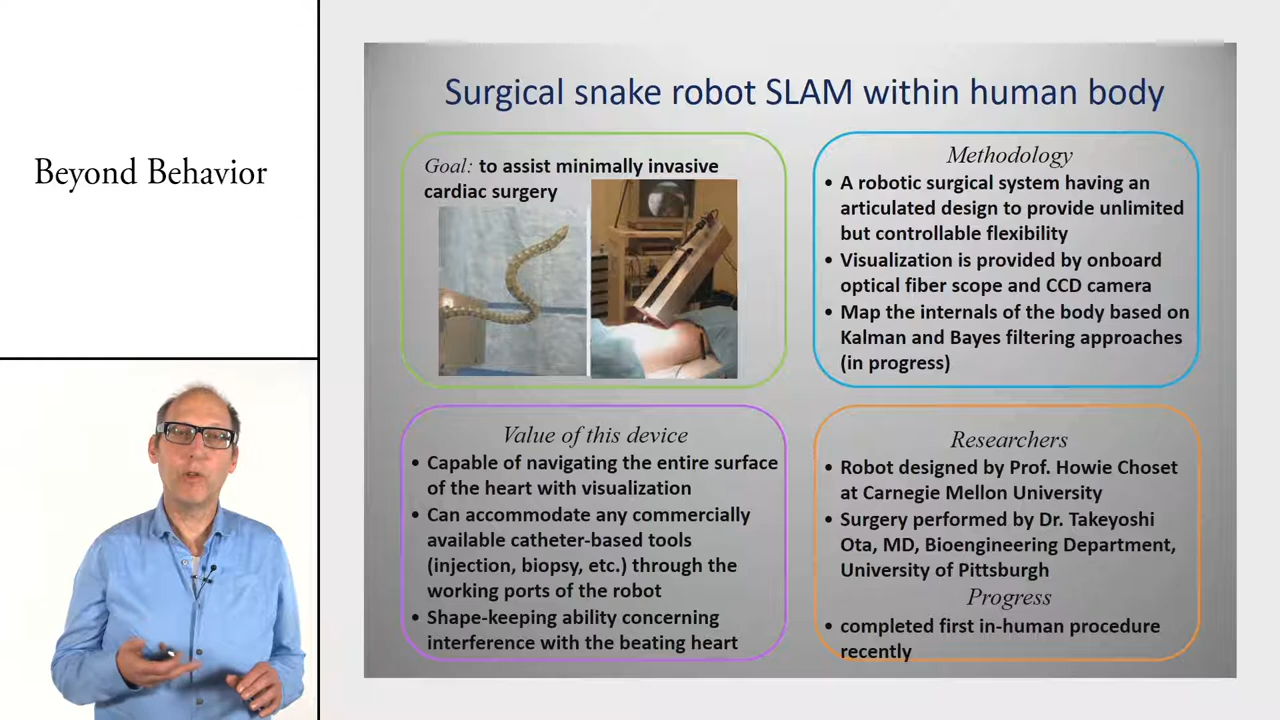 Beyond Behavior
Surgical snake robot SLAM within human body
Goal: to assist minimally invasive
cardiac surgery
Methodology
• A robotic surgical system having an
articulated design to provide unlimited
but controllable flexibility
• Visualization is provided by onboard
optical fiber scope and CCD camera
• Map the internals of the body based on
Kalman and Bayes filtering approaches
(in progress)
Value of this device
• Capable of navigating the entire surface
of the heart with visualization
• Can accommodate any commercially
available catheter-based tools
(injection, biopsy, etc.) through the
working ports of the robot
• Shape-keeping ability concerning
interference with the beating heart
Researchers
• Robot designed by Prof. Howie Choset
at Carnegie Mellon University
• Surgery performed by Dr. Takeyoshi
Ota, MD, Bioengineering Department,
University of Pittsburgh
Progress
• completed first in-human procedure
recently